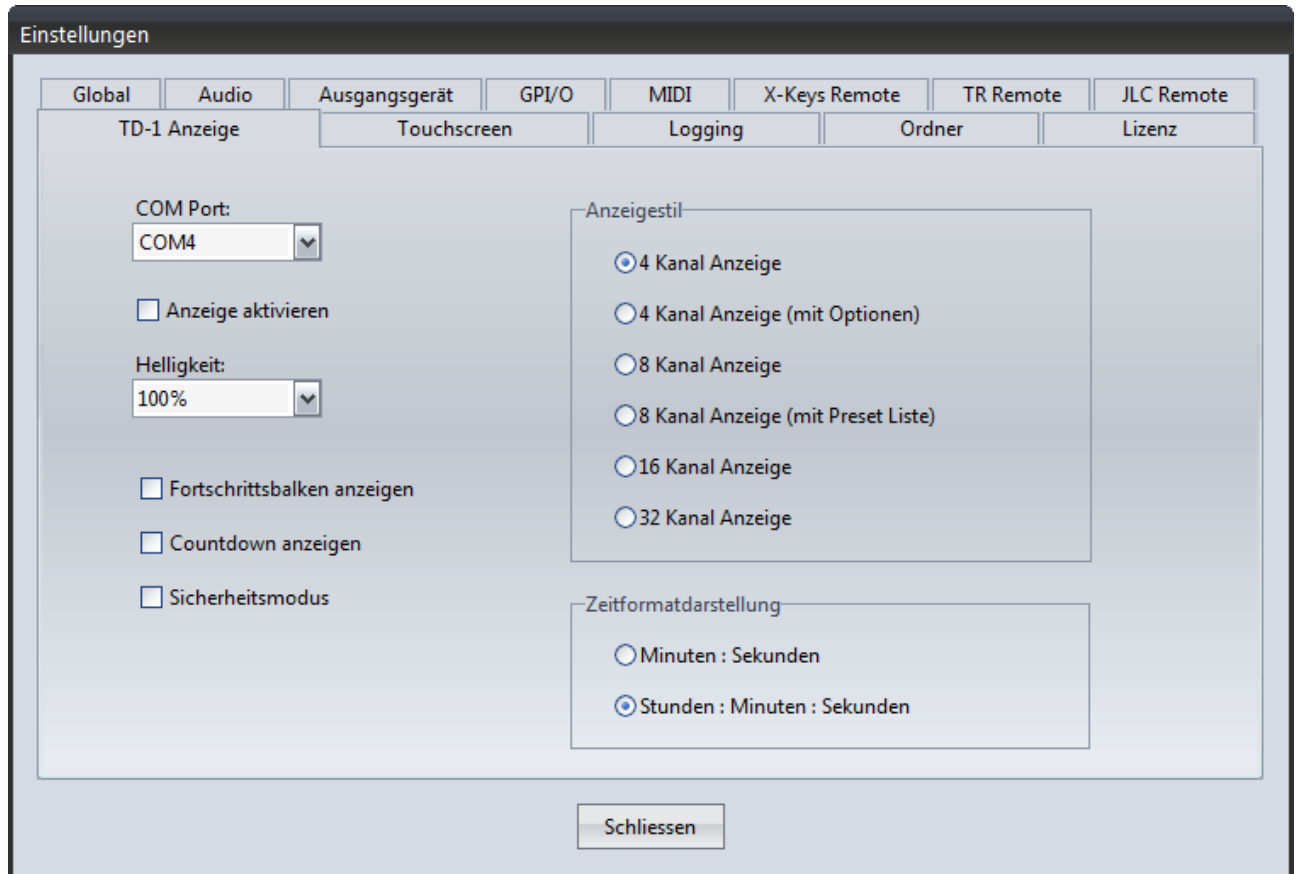 Einstellungen
Global Audio Ausgangsgerät GPI/O MIDI X-Keys Remote TR Remote JLC Remote
TD-1 Anzeige Touchscreen Logging Ordner Lizenz
COM Port:
COM4
Anzeige aktivieren
Helligkeit:
100%
Fortschrittsbalken anzeigen
Countdown anzeigen
Sicherheitsmodus
Anzeigestil
4 Kanal Anzeige
4 Kanal Anzeige (mit Optionen)
8 Kanal Anzeige
8 Kanal Anzeige (mit Preset Liste)
16 Kanal Anzeige
32 Kanal Anzeige
Zeitformatdarstellung
Minuten : Sekunden
Stunden : Minuten : Sekunden
Schliessen